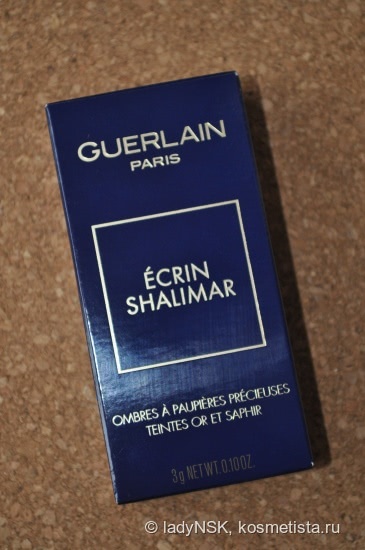 GUERLAIN
PARIS
ÉCRIN
SHALIMAR
OMBRES À PAUPIÈRES PRÉCIEUSES
TEINTES OR ET SAPHIR
3g NET WT. 0.10 OZ.
© ladyNSK, kosmetista.ru